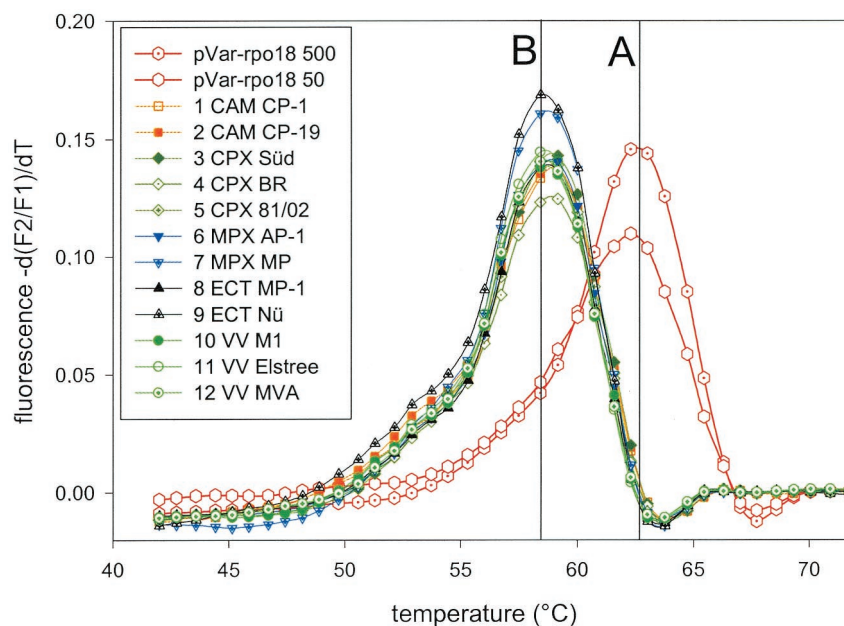 0.20
0.15
0.10
0.05
0.00
fluorescence -d(F2/F1)/dT
B
A
pVar-rpo18 500
pVar-rpo18 50
1 CAM CP-1
2 CAM CP-19
3 CPX Süd
4 CPX BR
5 CPX 81/02
6 MPX AP-1
7 MPX MP
8 ECT MP-1
9 ECT Nü
10 VV M1
11 VV Elstree
12 VV MVA
40 45 50 55 60 65 70
temperature (°C)